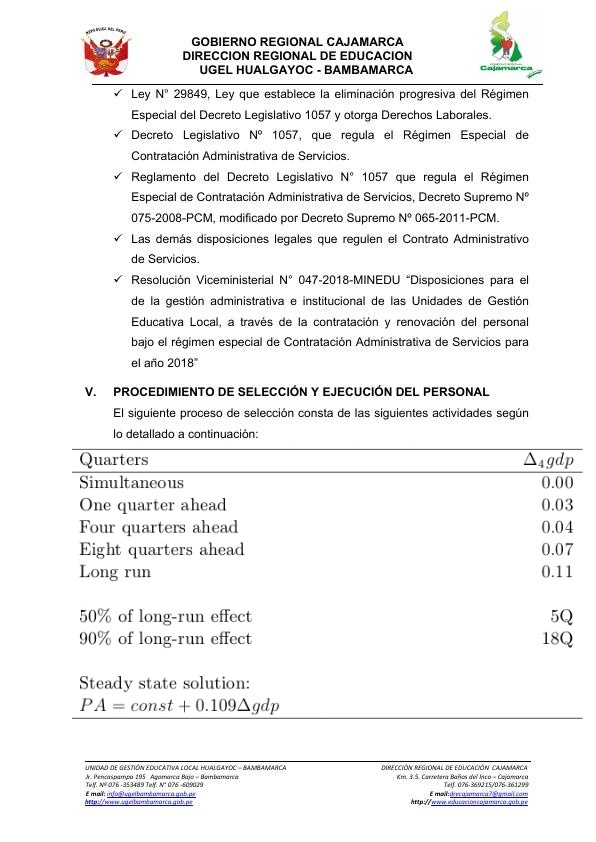 REPUBLICA DEL PERU
GOBIERNO REGIONAL CAJAMARCA
DIRECCION REGIONAL DE EDUCACION
UGEL HUALGAYOC - BAMBAMARCA
GOBIERNO REGIONAL
Cajamarca
✓ Ley N° 29849, Ley que establece la eliminación progresiva del Régimen
Especial del Decreto Legislativo 1057 y otorga Derechos Laborales.
✓ Decreto Legislativo Nº 1057, que regula el Régimen Especial de
Contratación Administrativa de Servicios.
✓ Reglamento del Decreto Legislativo N° 1057 que regula el Régimen
Especial de Contratación Administrativa de Servicios, Decreto Supremo Nº
075-2008-PCM, modificado por Decreto Supremo Nº 065-2011-PCM.
✓ Las demás disposiciones legales que regulen el Contrato Administrativo
de Servicios.
✓ Resolución Viceministerial N° 047-2018-MINEDU “Disposiciones para el
de la gestión administrativa e institucional de las Unidades de Gestión
Educativa Local, a través de la contratación y renovación del personal
bajo el régimen especial de Contratación Administrativa de Servicios para
el año 2018”
V. PROCEDIMIENTO DE SELECCIÓN Y EJECUCIÓN DEL PERSONAL
El siguiente proceso de selección consta de las siguientes actividades según
lo detallado a continuación:
Quarters Δ₄gdp
Simultaneous 0.00
One quarter ahead 0.03
Four quarters ahead 0.04
Eight quarters ahead 0.07
Long run 0.11
50% of long-run effect 5Q
90% of long-run effect 18Q
Steady state solution:
PA = const + 0.109Δgdp
UNIDAD DE GESTIÓN EDUCATIVA LOCAL HUALGAYOC – BAMBAMARCA
Jr. Pencaspampa 195 Agomarca Bajo – Bambamarca
Telf. Nº 076 -353489 Telf. N° 076 -609029
E mail: info@ugelbambamarca.gob.pe
http://www.ugelbambamarca.gob.pe
DIRECCIÓN REGIONAL DE EDUCACIÓN CAJAMARCA
Km. 3.5. Carretera Baños del Inca – Cajamarca
Telf. 076-369215/076-361299
E mail:drecajamarca7@gmail.com
http://www.educacioncajamarca.gob.pe